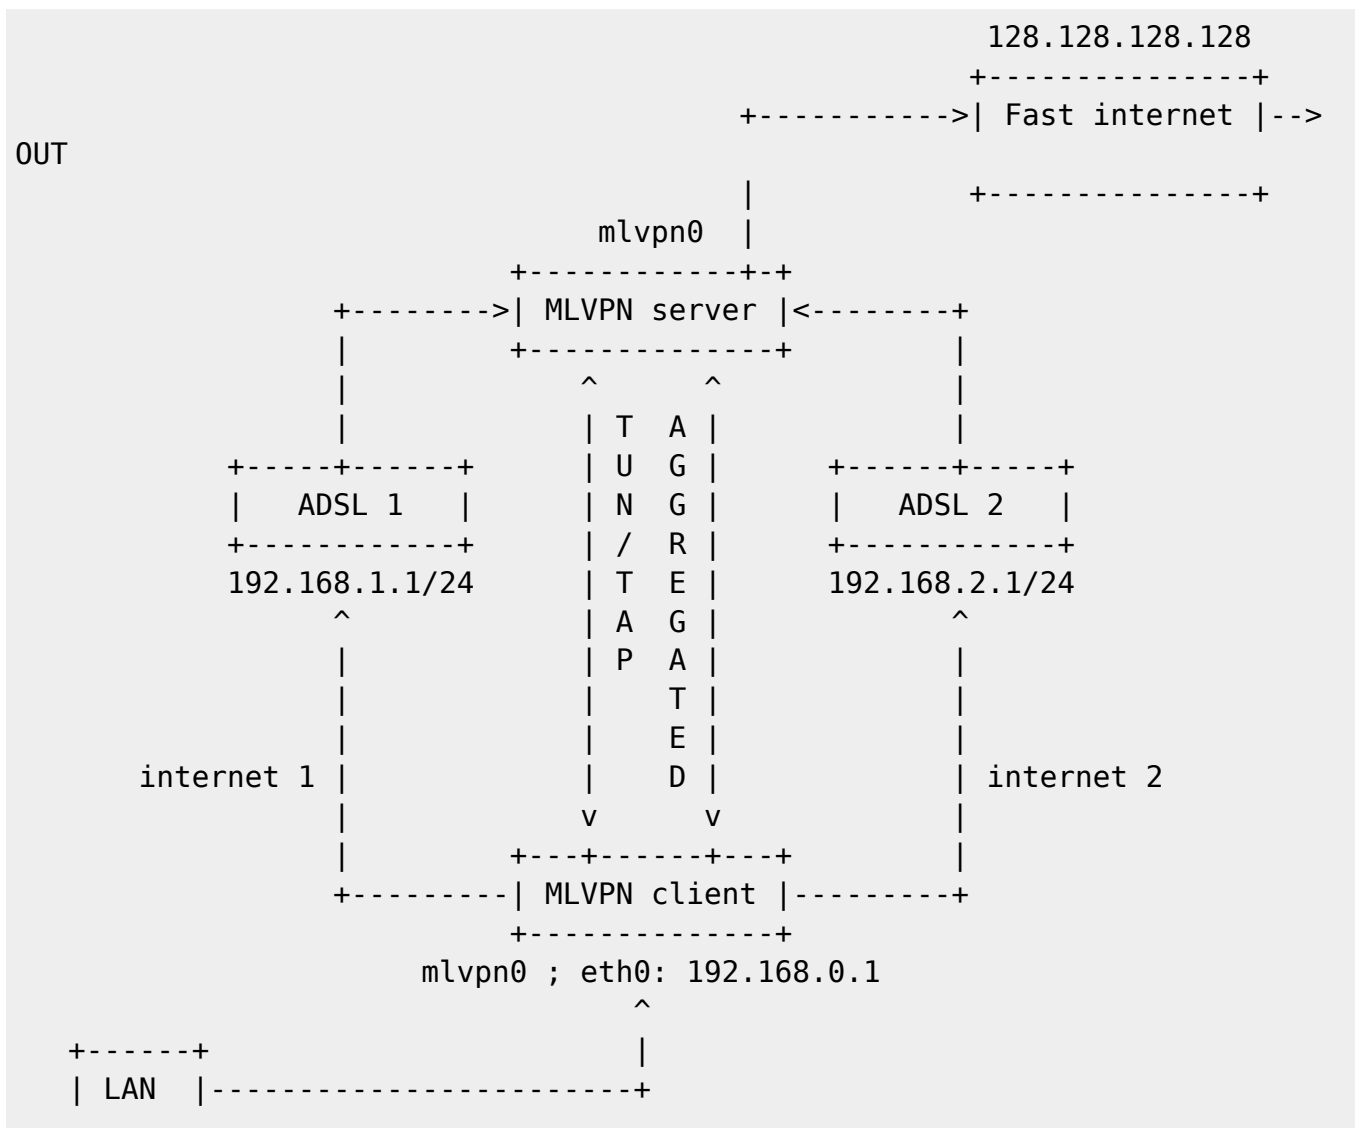 128.128.128.128
                                                      +---------------+
                                         +----------->| Fast internet |-->
OUT
                                         |            +---------------+
                                 mlvpn0  |
                            +------------+-+
                  +-------->| MLVPN server |<--------+
                  |         +--------------+         |
                  |             ^      ^             |
                  |             | T  A |             |
            +-----+------+      | U  G |      +------+-----+
            |   ADSL 1   |      | N  G |      |   ADSL 2   |
            +------------+      | /  R |      +------------+
            192.168.1.1/24      | T  E |      192.168.2.1/24
                  ^             | A  G |             ^
                  |             | P  A |             |
                  |             |    T |             |
                  |             |    E |             |
       internet 1 |             |    D |             | internet 2
                  |             v      v             |
                  |         +---+------+---+         |
                  +---------| MLVPN client |---------+
                            +--------------+
                       mlvpn0 ; eth0: 192.168.0.1
                                   ^
   +------+                        |
   | LAN  |------------------------+